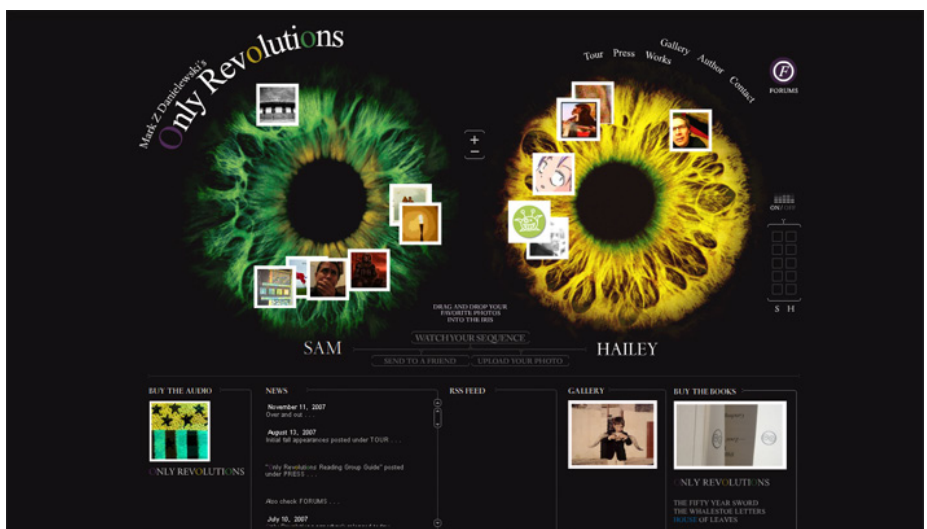 Mark Z Danielewski's
Only Revolutions
Tour Press Works Gallery Author Contact
F
FORUMS
+
−
ON/OFF
Y
S H
DRAG AND DROP YOUR
FAVORITE PHOTOS
INTO THE IRIS
WATCH YOUR SEQUENCE
SAM
HAILEY
SEND TO A FRIEND
UPLOAD YOUR PHOTO
BUY THE AUDIO
ONLY REVOLUTIONS
NEWS
November 11, 2007
Over and out . . .
August 13, 2007
Initial fall appearances posted under TOUR . . .
"Only Revolutions Reading Group Guide" posted
under PRESS . . .
Also check FORUMS . . .
July 10, 2007
RSS FEED
GALLERY
BUY THE BOOKS
ONLY REVOLUTIONS
THE FIFTY YEAR SWORD
THE WHALESTOE LETTERS
HOUSE OF LEAVES